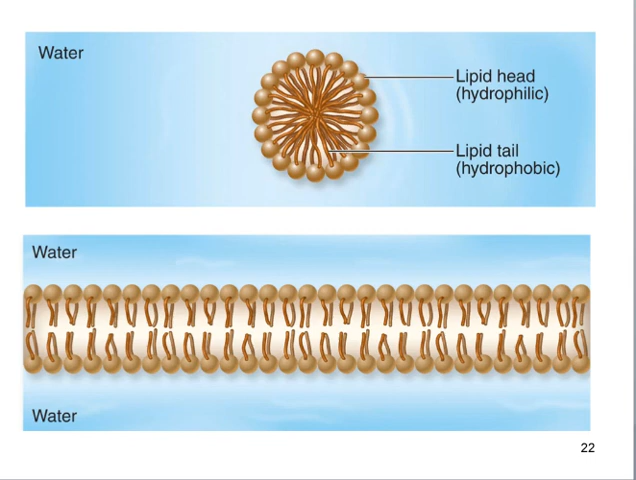 Water
Lipid head
(hydrophilic)
Lipid tail
(hydrophobic)
Water
Water
22